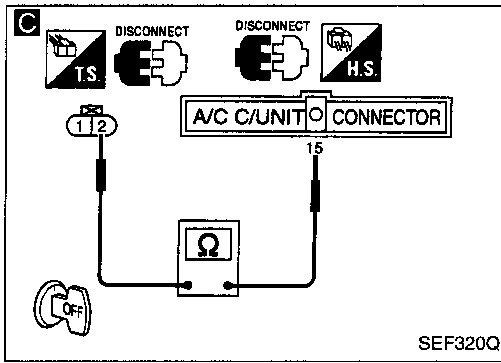 C
DISCONNECT
DISCONNECT
T.S.
H.S.
A/C C/UNIT CONNECTOR
1 2
15
Ω
OFF
SEF320Q